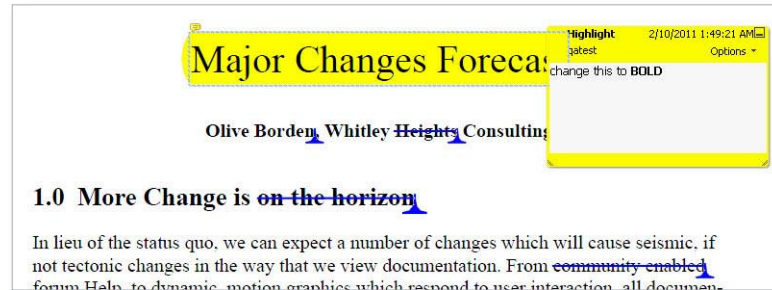 Major Changes Forecas
Highlight 2/10/2011 1:49:21 AM
qatest Options
change this to BOLD
Olive Borden, Whitley Heights Consulting
1.0 More Change is on the horizon
In lieu of the status quo, we can expect a number of changes which will cause seismic, if
not tectonic changes in the way that we view documentation. From community enabled
forum Help, to dynamic, motion graphics which respond to user interaction, all documen-